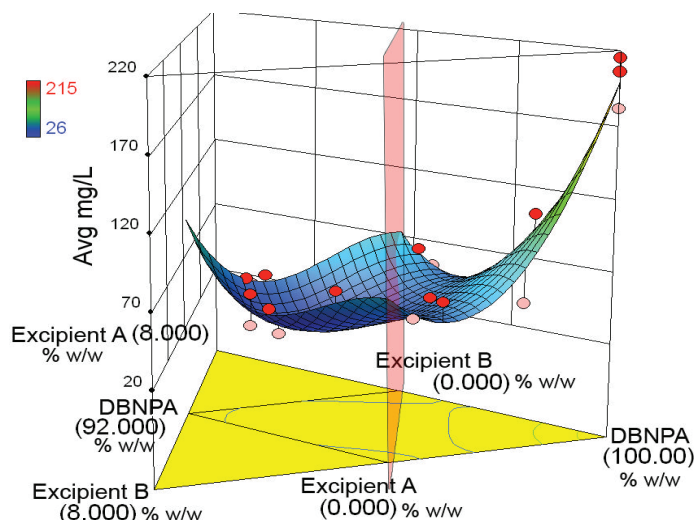 220
215
26
170
120
70
20
Avg mg/L
Excipient A (8.000)
% w/w
Excipient B
(0.000) % w/w
DBNPA
(92.000)
% w/w
DBNPA
(100.00)
% w/w
Excipient B
(8.000) % w/w
Excipient A
(0.000) % w/w